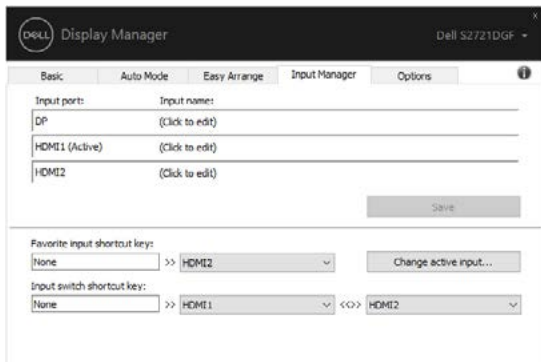 DELL Display Manager Dell S2721DGF
x
Basic Auto Mode Easy Arrange Input Manager Options i
Input port: Input name:
DP (Click to edit)
HDMI1 (Active) (Click to edit)
HDMI2 (Click to edit)
Save
Favorite input shortcut key:
None >> HDMI2 Change active input...
Input switch shortcut key:
None >> HDMI1 <<>> HDMI2